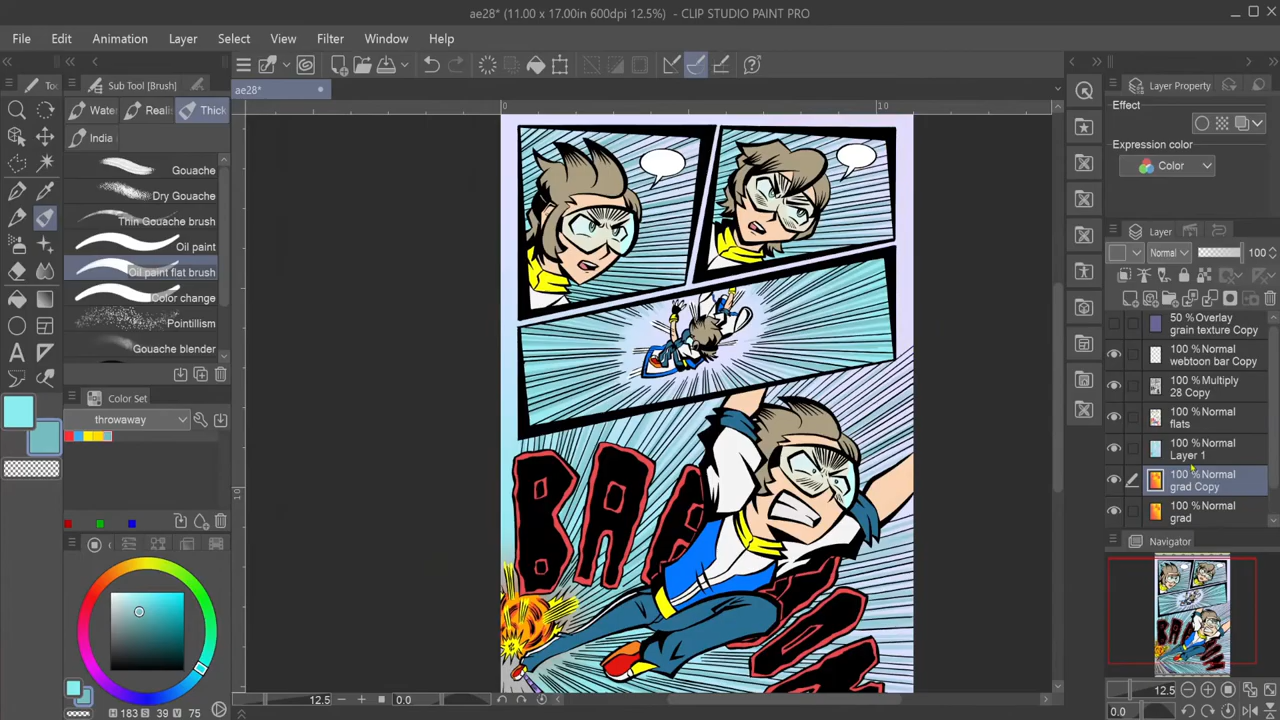 ae28* (11.00 x 17.00in 600dpi 12.5%) - CLIP STUDIO PAINT PRO
File Edit Animation Layer Select View Filter Window Help
Sub Tool [Brush]
ae28*
Thick
India
Gouache
Dry Gouache
Thin Gouache brush
Oil paint
Oil paint flat brush
Color change
Pointillism
Gouache blender
Color Set
throwaway
H 183 S 39 V 75
0 10
10
BA
12.5 0.0
Layer Property
Effect
Expression color
Color
Layer
Normal 100
50 %Overlay
grain texture Copy
100 %Normal
webtoon bar Copy
100 %Multiply
28 Copy
100 %Normal
flats
100 %Normal
Layer 1
100 %Normal
grad Copy
100 %Normal
grad
Navigator
12.5
0.0